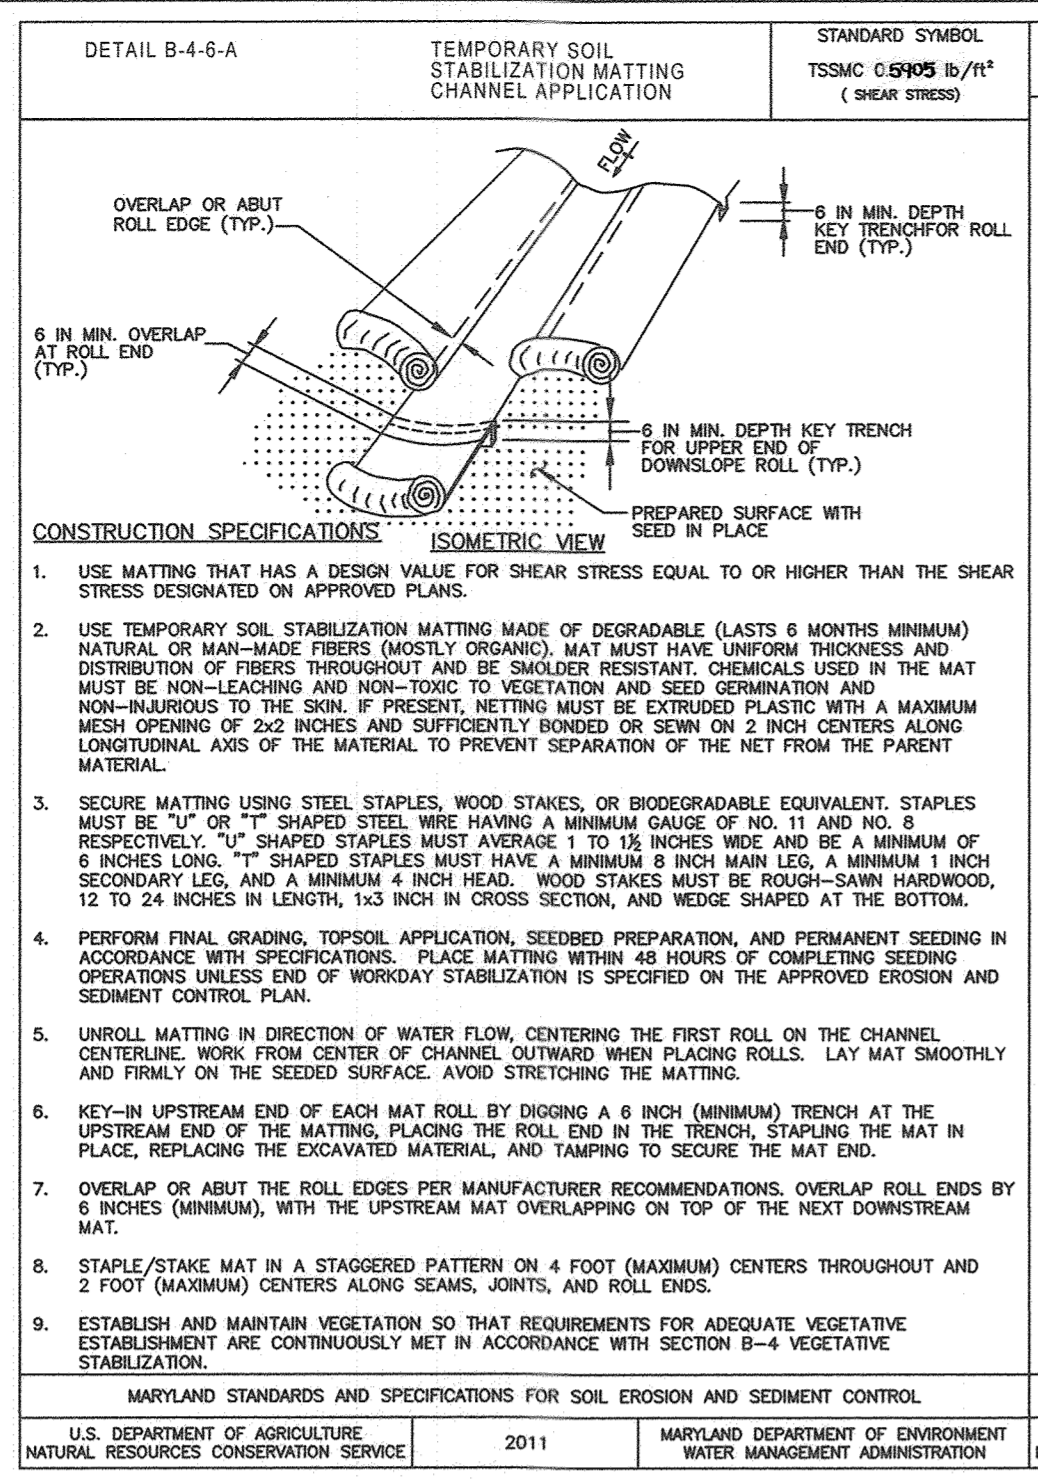 DETAIL B-4-6-A
TEMPORARY SOIL
STABILIZATION MATTING
CHANNEL APPLICATION
STANDARD SYMBOL
TSSMC 0.5905 lb/ft²
( SHEAR STRESS)
FLOW
OVERLAP OR ABUT
ROLL EDGE (TYP.)
6 IN MIN. DEPTH
KEY TRENCHFOR ROLL
END (TYP.)
6 IN MIN. OVERLAP
AT ROLL END
(TYP.)
6 IN MIN. DEPTH KEY TRENCH
FOR UPPER END OF
DOWNSLOPE ROLL (TYP.)
PREPARED SURFACE WITH
SEED IN PLACE
CONSTRUCTION SPECIFICATIONS
ISOMETRIC VIEW
1. USE MATTING THAT HAS A DESIGN VALUE FOR SHEAR STRESS EQUAL TO OR HIGHER THAN THE SHEAR
STRESS DESIGNATED ON APPROVED PLANS.
2. USE TEMPORARY SOIL STABILIZATION MATTING MADE OF DEGRADABLE (LASTS 6 MONTHS MINIMUM)
NATURAL OR MAN-MADE FIBERS (MOSTLY ORGANIC). MAT MUST HAVE UNIFORM THICKNESS AND
DISTRIBUTION OF FIBERS THROUGHOUT AND BE SMOLDER RESISTANT. CHEMICALS USED IN THE MAT
MUST BE NON-LEACHING AND NON-TOXIC TO VEGETATION AND SEED GERMINATION AND
NON-INJURIOUS TO THE SKIN. IF PRESENT, NETTING MUST BE EXTRUDED PLASTIC WITH A MAXIMUM
MESH OPENING OF 2x2 INCHES AND SUFFICIENTLY BONDED OR SEWN ON 2 INCH CENTERS ALONG
LONGITUDINAL AXIS OF THE MATERIAL TO PREVENT SEPARATION OF THE NET FROM THE PARENT
MATERIAL.
3. SECURE MATTING USING STEEL STAPLES, WOOD STAKES, OR BIODEGRADABLE EQUIVALENT. STAPLES
MUST BE "U" OR "T" SHAPED STEEL WIRE HAVING A MINIMUM GAUGE OF NO. 11 AND NO. 8
RESPECTIVELY. "U" SHAPED STAPLES MUST AVERAGE 1 TO 1½ INCHES WIDE AND BE A MINIMUM OF
6 INCHES LONG. "T" SHAPED STAPLES MUST HAVE A MINIMUM 8 INCH MAIN LEG, A MINIMUM 1 INCH
SECONDARY LEG, AND A MINIMUM 4 INCH HEAD. WOOD STAKES MUST BE ROUGH-SAWN HARDWOOD,
12 TO 24 INCHES IN LENGTH, 1x3 INCH IN CROSS SECTION, AND WEDGE SHAPED AT THE BOTTOM.
4. PERFORM FINAL GRADING, TOPSOIL APPLICATION, SEEDBED PREPARATION, AND PERMANENT SEEDING IN
ACCORDANCE WITH SPECIFICATIONS. PLACE MATTING WITHIN 48 HOURS OF COMPLETING SEEDING
OPERATIONS UNLESS END OF WORKDAY STABILIZATION IS SPECIFIED ON THE APPROVED EROSION AND
SEDIMENT CONTROL PLAN.
5. UNROLL MATTING IN DIRECTION OF WATER FLOW, CENTERING THE FIRST ROLL ON THE CHANNEL
CENTERLINE. WORK FROM CENTER OF CHANNEL OUTWARD WHEN PLACING ROLLS. LAY MAT SMOOTHLY
AND FIRMLY ON THE SEEDED SURFACE. AVOID STRETCHING THE MATTING.
6. KEY-IN UPSTREAM END OF EACH MAT ROLL BY DIGGING A 6 INCH (MINIMUM) TRENCH AT THE
UPSTREAM END OF THE MATTING, PLACING THE ROLL END IN THE TRENCH, STAPLING THE MAT IN
PLACE, REPLACING THE EXCAVATED MATERIAL, AND TAMPING TO SECURE THE MAT END.
7. OVERLAP OR ABUT THE ROLL EDGES PER MANUFACTURER RECOMMENDATIONS. OVERLAP ROLL ENDS BY
6 INCHES (MINIMUM), WITH THE UPSTREAM MAT OVERLAPPING ON TOP OF THE NEXT DOWNSTREAM
MAT.
8. STAPLE/STAKE MAT IN A STAGGERED PATTERN ON 4 FOOT (MAXIMUM) CENTERS THROUGHOUT AND
2 FOOT (MAXIMUM) CENTERS ALONG SEAMS, JOINTS, AND ROLL ENDS.
9. ESTABLISH AND MAINTAIN VEGETATION SO THAT REQUIREMENTS FOR ADEQUATE VEGETATIVE
ESTABLISHMENT ARE CONTINUOUSLY MET IN ACCORDANCE WITH SECTION B-4 VEGETATIVE
STABILIZATION.
MARYLAND STANDARDS AND SPECIFICATIONS FOR SOIL EROSION AND SEDIMENT CONTROL
U.S. DEPARTMENT OF AGRICULTURE
NATURAL RESOURCES CONSERVATION SERVICE
2011
MARYLAND DEPARTMENT OF ENVIRONMENT
WATER MANAGEMENT ADMINISTRATION